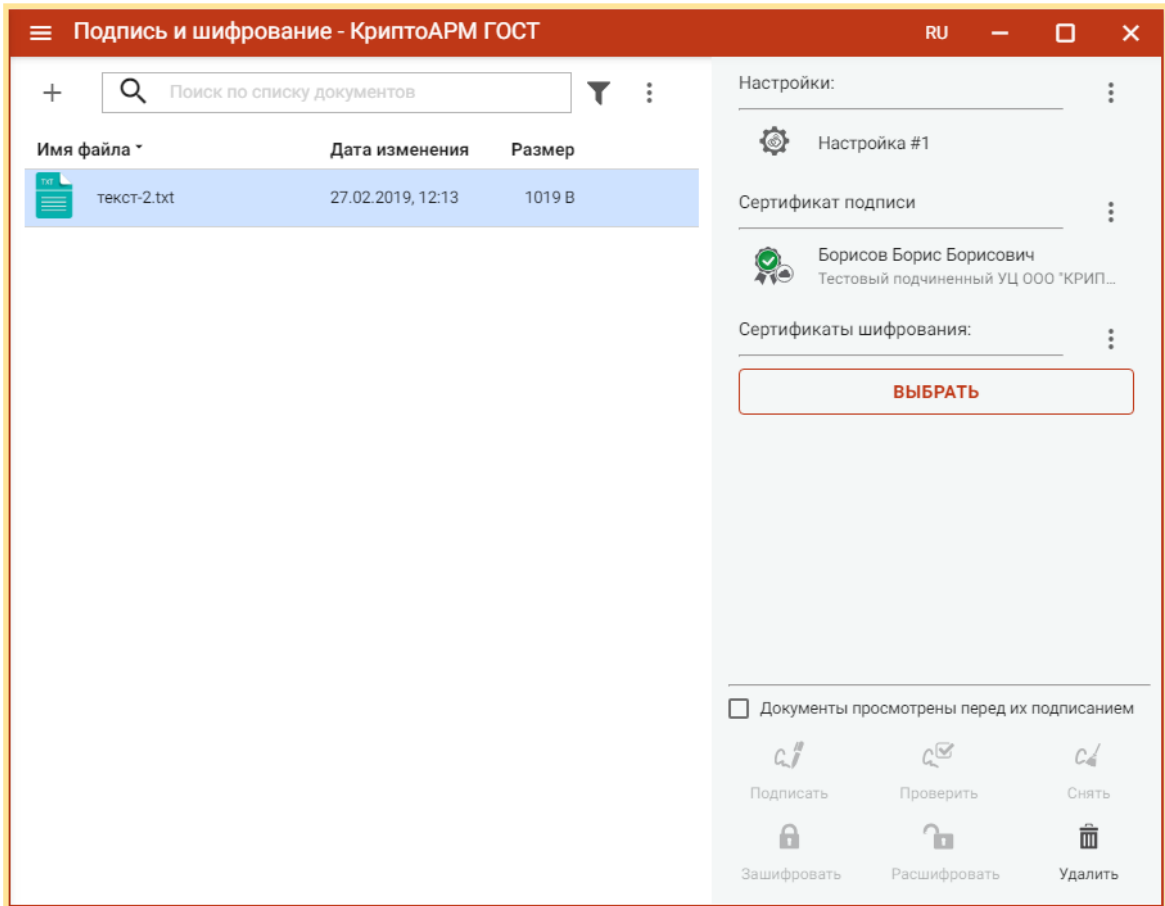 Подпись и шифрование - КриптоАРМ ГОСТ RU
Поиск по списку документов
Имя файла Дата изменения Размер
TXT текст-2.txt 27.02.2019, 12:13 1019 B
Настройки:
Настройка #1
Сертификат подписи
Борисов Борис Борисович
Тестовый подчиненный УЦ ООО "КРИП...
Сертификаты шифрования:
ВЫБРАТЬ
Документы просмотрены перед их подписанием
Подписать Проверить Снять
Зашифровать Расшифровать Удалить